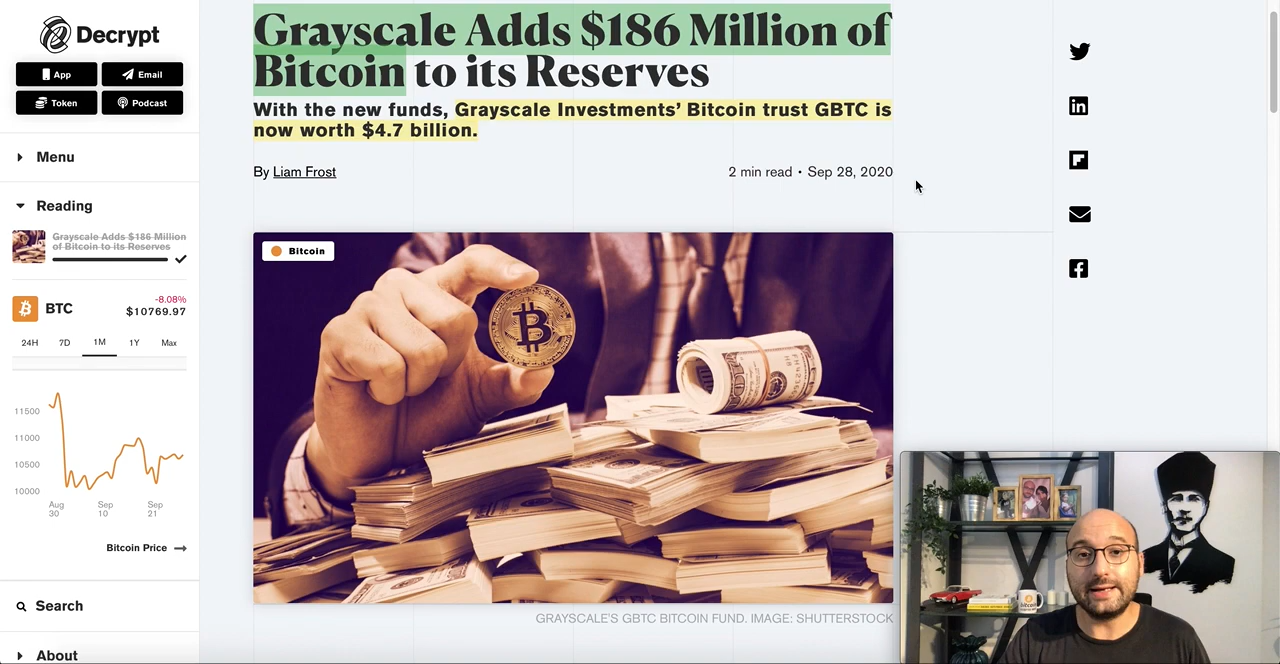 Decrypt
App
Email
Token
Podcast
Menu
Reading
Grayscale Adds $186 Million
of Bitcoin to its Reserves
BTC
-8.08%
$10769.97
24H 7D 1M 1Y Max
11500
11000
10500
10000
Aug 30
Sep 10
Sep 21
Bitcoin Price
Search
About
Grayscale Adds $186 Million of
Bitcoin to its Reserves
With the new funds, Grayscale Investments’ Bitcoin trust GBTC is
now worth $4.7 billion.
By Liam Frost
2 min read • Sep 28, 2020
Bitcoin
GRAYSCALE'S GBTC BITCOIN FUND. IMAGE: SHUTTERSTOCK
bitcoin